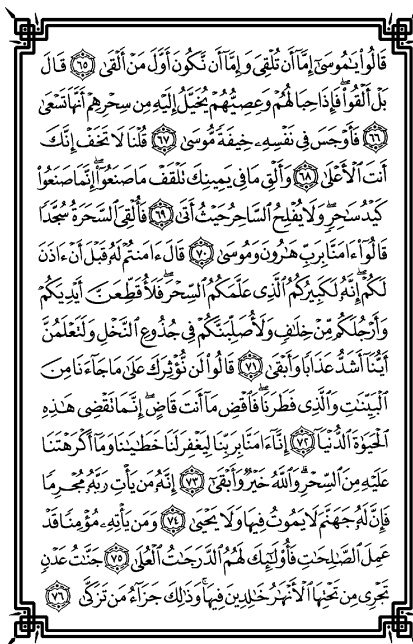 قَالُوا۟ يَـٰمُوسَىٰٓ إِمَّآ أَن تُلْقِىَ وَإِمَّآ أَن نَّكُونَ أَوَّلَ مَنْ أَلْقَىٰ ﴿٦٥﴾ قَالَ
بَلْ أَلْقُوا۟ۖ فَإِذَا حِبَالُهُمْ وَعِصِيُّهُمْ يُخَيَّلُ إِلَيْهِ مِن سِحْرِهِمْ أَنَّهَا تَسْعَىٰ
﴿٦٦﴾ فَأَوْجَسَ فِى نَفْسِهِۦ خِيفَةً مُّوسَىٰ ﴿٦٧﴾ قُلْنَا لَا تَخَفْ إِنَّكَ
أَنتَ ٱلْأَعْلَىٰ ﴿٦٨﴾ وَأَلْقِ مَا فِى يَمِينِكَ تَلْقَفْ مَا صَنَعُوٓا۟ۖ إِنَّمَا صَنَعُوا۟
كَيْدُ سَـٰحِرٍۖ وَلَا يُفْلِحُ ٱلسَّاحِرُ حَيْثُ أَتَىٰ ﴿٦٩﴾ فَأُلْقِىَ ٱلسَّحَرَةُ سُجَّدًا
قَالُوٓا۟ ءَامَنَّا بِرَبِّ هَـٰرُونَ وَمُوسَىٰ ﴿٧٠﴾ قَالَ ءَامَنتُمْ لَهُۥ قَبْلَ أَنْ ءَاذَنَ
لَكُمْۖ إِنَّهُۥ لَكَبِيرُكُمُ ٱلَّذِى عَلَّمَكُمُ ٱلسِّحْرَۖ فَلَأُقَطِّعَنَّ أَيْدِيَكُمْ
وَأَرْجُلَكُم مِّنْ خِلَـٰفٍ وَلَأُصَلِّبَنَّكُمْ فِى جُذُوعِ ٱلنَّخْلِ وَلَتَعْلَمُنَّ
أَيُّنَآ أَشَدُّ عَذَابًا وَأَبْقَىٰ ﴿٧١﴾ قَالُوا۟ لَن نُّؤْثِرَكَ عَلَىٰ مَا جَآءَنَا مِنَ
ٱلْبَيِّنَـٰتِ وَٱلَّذِى فَطَرَنَاۖ فَٱقْضِ مَآ أَنتَ قَاضٍۖ إِنَّمَا تَقْضِى هَـٰذِهِ
ٱلْحَيَوٰةَ ٱلدُّنْيَآ ﴿٧٢﴾ إِنَّآ ءَامَنَّا بِرَبِّنَا لِيَغْفِرَ لَنَا خَطَـٰيَـٰنَا وَمَآ أَكْرَهْتَنَا
عَلَيْهِ مِنَ ٱلسِّحْرِۗ وَٱللَّهُ خَيْرٌ وَأَبْقَىٰٓ ﴿٧٣﴾ إِنَّهُۥ مَن يَأْتِ رَبَّهُۥ مُجْرِمًا
فَإِنَّ لَهُۥ جَهَنَّمَ لَا يَمُوتُ فِيهَا وَلَا يَحْيَىٰ ﴿٧٤﴾ وَمَن يَأْتِهِۦ مُؤْمِنًا قَدْ
عَمِلَ ٱلصَّـٰلِحَـٰتِ فَأُو۟لَـٰٓئِكَ لَهُمُ ٱلدَّرَجَـٰتُ ٱلْعُلَىٰ ﴿٧٥﴾ جَنَّـٰتُ عَدْنٍ
تَجْرِى مِن تَحْتِهَا ٱلْأَنْهَـٰرُ خَـٰلِدِينَ فِيهَاۚ وَذَٰلِكَ جَزَآءُ مَن تَزَكَّىٰ ﴿٧٦﴾